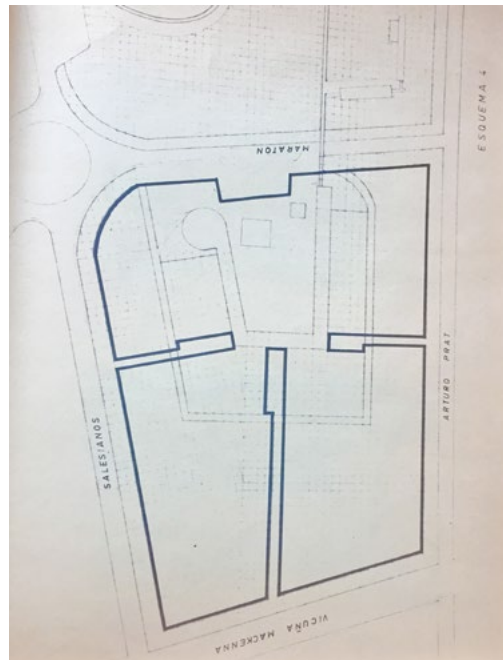 ESQUEMA 4
MARATON
ARTURO PRAT
SALESIANOS
VICUÑA MACKENNA